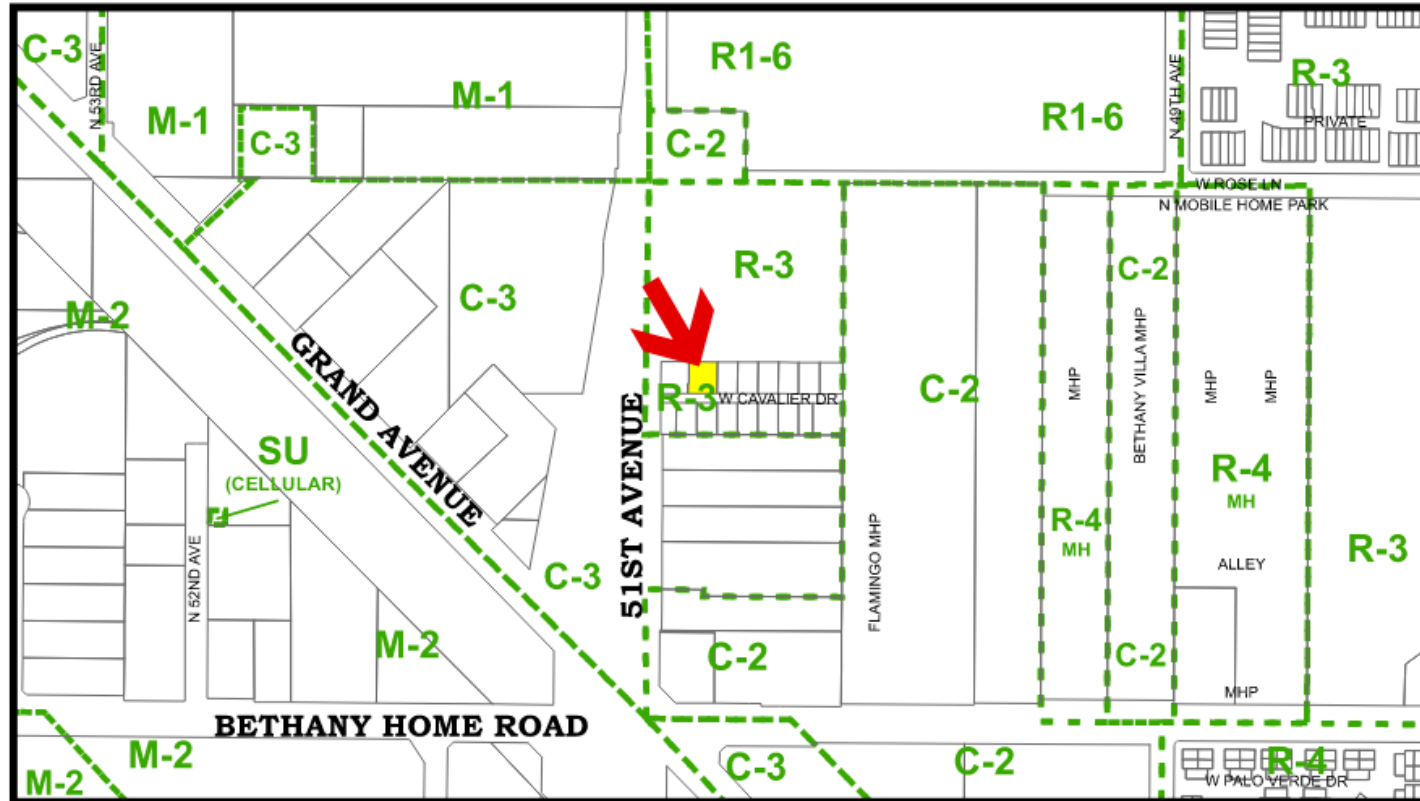 C-3
N 53RD AVE
M-1
C-3
M-1
R1-6
C-2
R1-6
N 49TH AVE
R-3
PRIVATE
W ROSE LN
N MOBILE HOME PARK
M-2
C-3
R-3
C-2
GRAND AVENUE
R-3
W CAVALIER DR
C-2
MHP
BETHANY VILLA MHP
MHP
MHP
SU
(CELLULAR)
51ST AVENUE
R-4
MH
R-4
MH
N 52ND AVE
C-3
FLAMINGO MHP
ALLEY
R-3
M-2
C-2
C-2
MHP
BETHANY HOME ROAD
M-2
M-2
C-3
C-2
R-4
W PALO VERDE DR